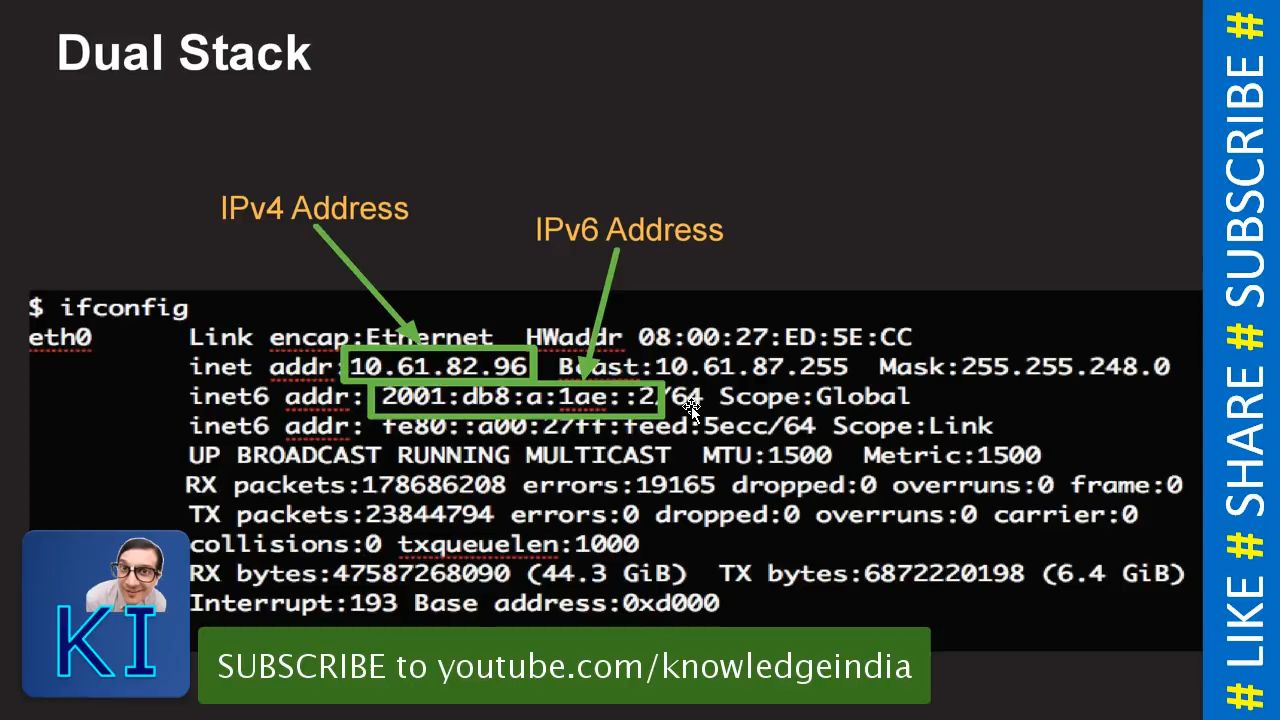 Dual Stack
IPv4 Address
IPv6 Address
$ ifconfig
eth0 Link encap:Ethernet HWaddr 08:00:27:ED:5E:CC
inet addr:10.61.82.96 Bcast:10.61.87.255 Mask:255.255.248.0
inet6 addr: 2001:db8:a:1ae::2/64 Scope:Global
inet6 addr: fe80::a00:27ff:feed:5ecc/64 Scope:Link
UP BROADCAST RUNNING MULTICAST MTU:1500 Metric:1500
RX packets:178686208 errors:19165 dropped:0 overruns:0 frame:0
TX packets:23844794 errors:0 dropped:0 overruns:0 carrier:0
collisions:0 txqueuelen:1000
RX bytes:47587268090 (44.3 GiB) TX bytes:6872220198 (6.4 GiB)
Interrupt:193 Base address:0xd000
KI
SUBSCRIBE to youtube.com/knowledgeindia
# LIKE # SHARE # SUBSCRIBE #